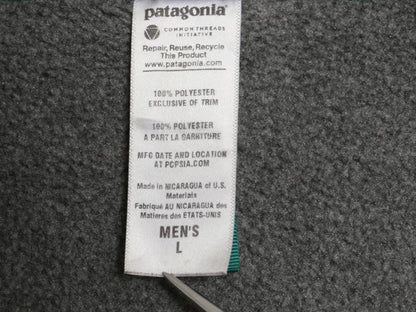 patagonia®
COMMON THREADS
INITIATIVE
Repair, Reuse, Recycle
This Product
www.patagonia.com
100% POLYESTER
EXCLUSIVE OF TRIM
100% POLYESTER
A PART LA GARNITURE
MFG DATE AND LOCATION
AT PCPSIA.COM
Made in NICARAGUA of U.S.
Materials
Fabriqué AU NICARAGUA des
Matieres des ETATS-UNIS
MEN'S
L